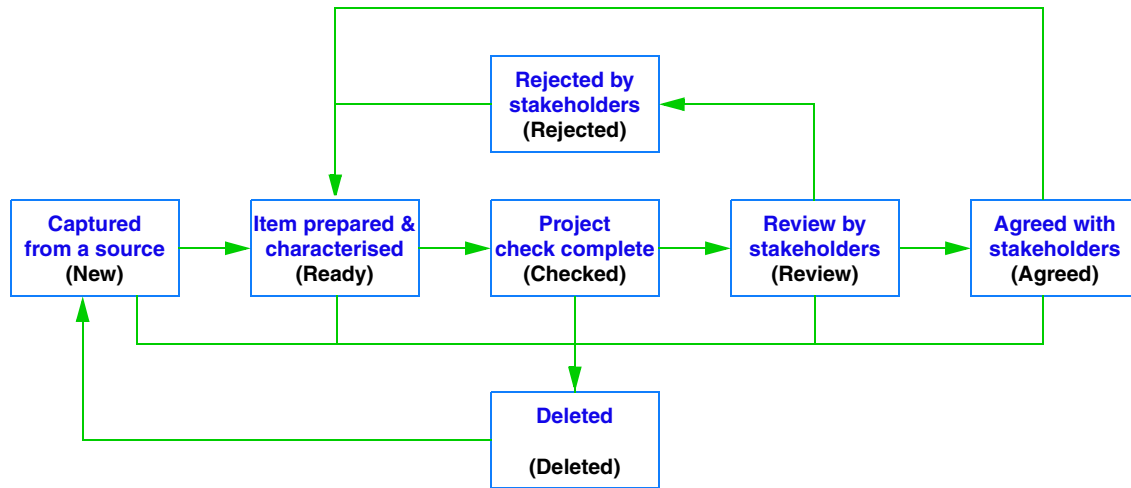 Rejected by
stakeholders
(Rejected)
Captured
from a source
(New)
Item prepared &
characterised
(Ready)
Project
check complete
(Checked)
Review by
stakeholders
(Review)
Agreed with
stakeholders
(Agreed)
Deleted
(Deleted)